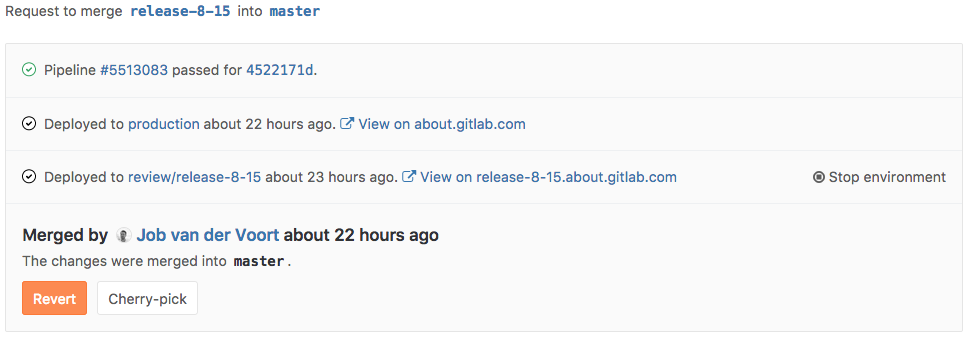 Request to merge release-8-15 into master
Pipeline #5513083 passed for 4522171d.
Deployed to production about 22 hours ago. View on about.gitlab.com
Deployed to review/release-8-15 about 23 hours ago. View on release-8-15.about.gitlab.com Stop environment
Merged by Job van der Voort about 22 hours ago
The changes were merged into master.
Revert Cherry-pick